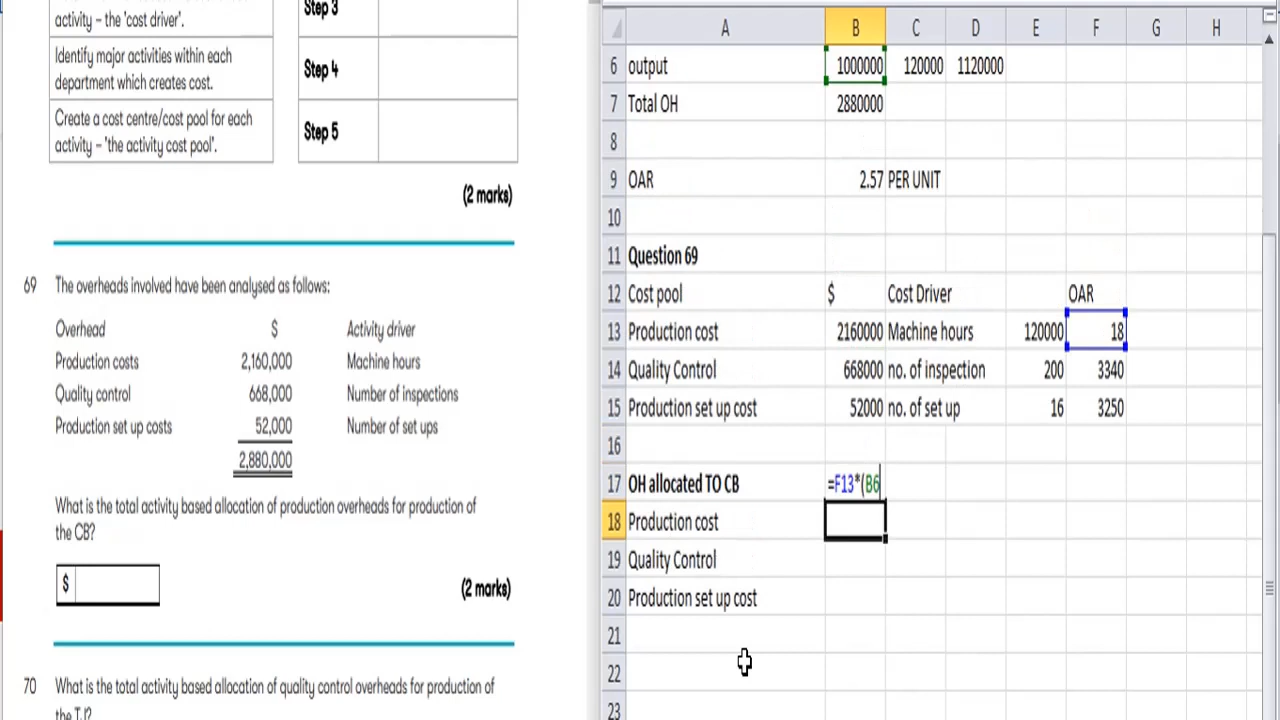 activity – the 'cost driver'.
Step 3
Identify major activities within each
department which creates cost.
Step 4
Create a cost centre/cost pool for each
activity – 'the activity cost pool'.
Step 5
(2 marks)
69 The overheads involved have been analysed as follows:
Overhead $ Activity driver
Production costs 2,160,000 Machine hours
Quality control 668,000 Number of inspections
Production set up costs 52,000 Number of set ups
2,880,000
What is the total activity based allocation of production overheads for production of
the CB?
$
(2 marks)
70 What is the total activity based allocation of quality control overheads for production of
A B C D E F G H
6 output 1000000 120000 1120000
7 Total OH 2880000
8
9 OAR 2.57 PER UNIT
10
11 Question 69
12 Cost pool $ Cost Driver OAR
13 Production cost 2160000 Machine hours 120000 18
14 Quality Control 668000 no. of inspection 200 3340
15 Production set up cost 52000 no. of set up 16 3250
16
17 OH allocated TO CB =F13*(B6
18 Production cost
19 Quality Control
20 Production set up cost
21
22
23